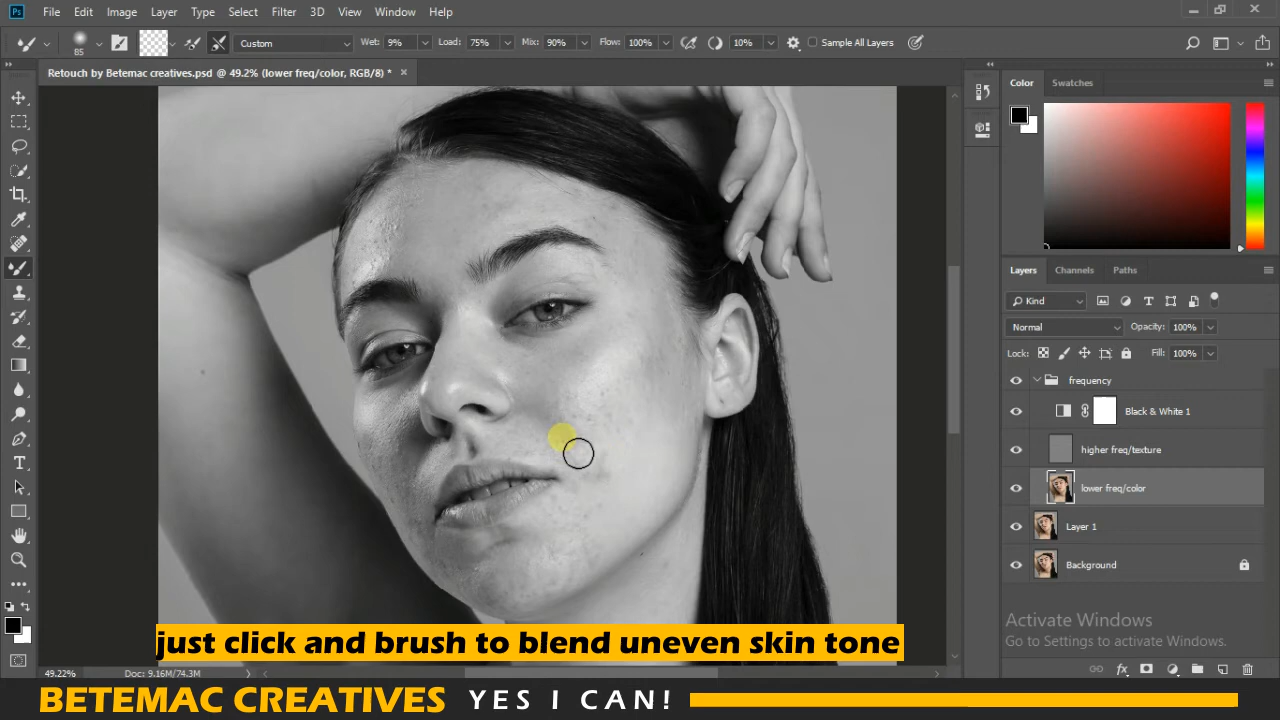 Ps File Edit Image Layer Type Select Filter 3D View Window Help
85 Custom Wet: 9% Load: 75% Mix: 90% Flow: 100% 10% Sample All Layers
Retouch by Betemac creatives.psd @ 49.2% (lower freq/color, RGB/8) * ×
Color Swatches
Layers Channels Paths
Kind
Normal Opacity: 100%
Lock: Fill: 100%
frequency
Black & White 1
higher freq/texture
lower freq/color
Layer 1
Background
Activate Windows
Go to Settings to activate Windows.
just click and brush to blend uneven skin tone
49.22% Doc: 9.16M/74.3M
BETEMAC CREATIVES YES I CAN!